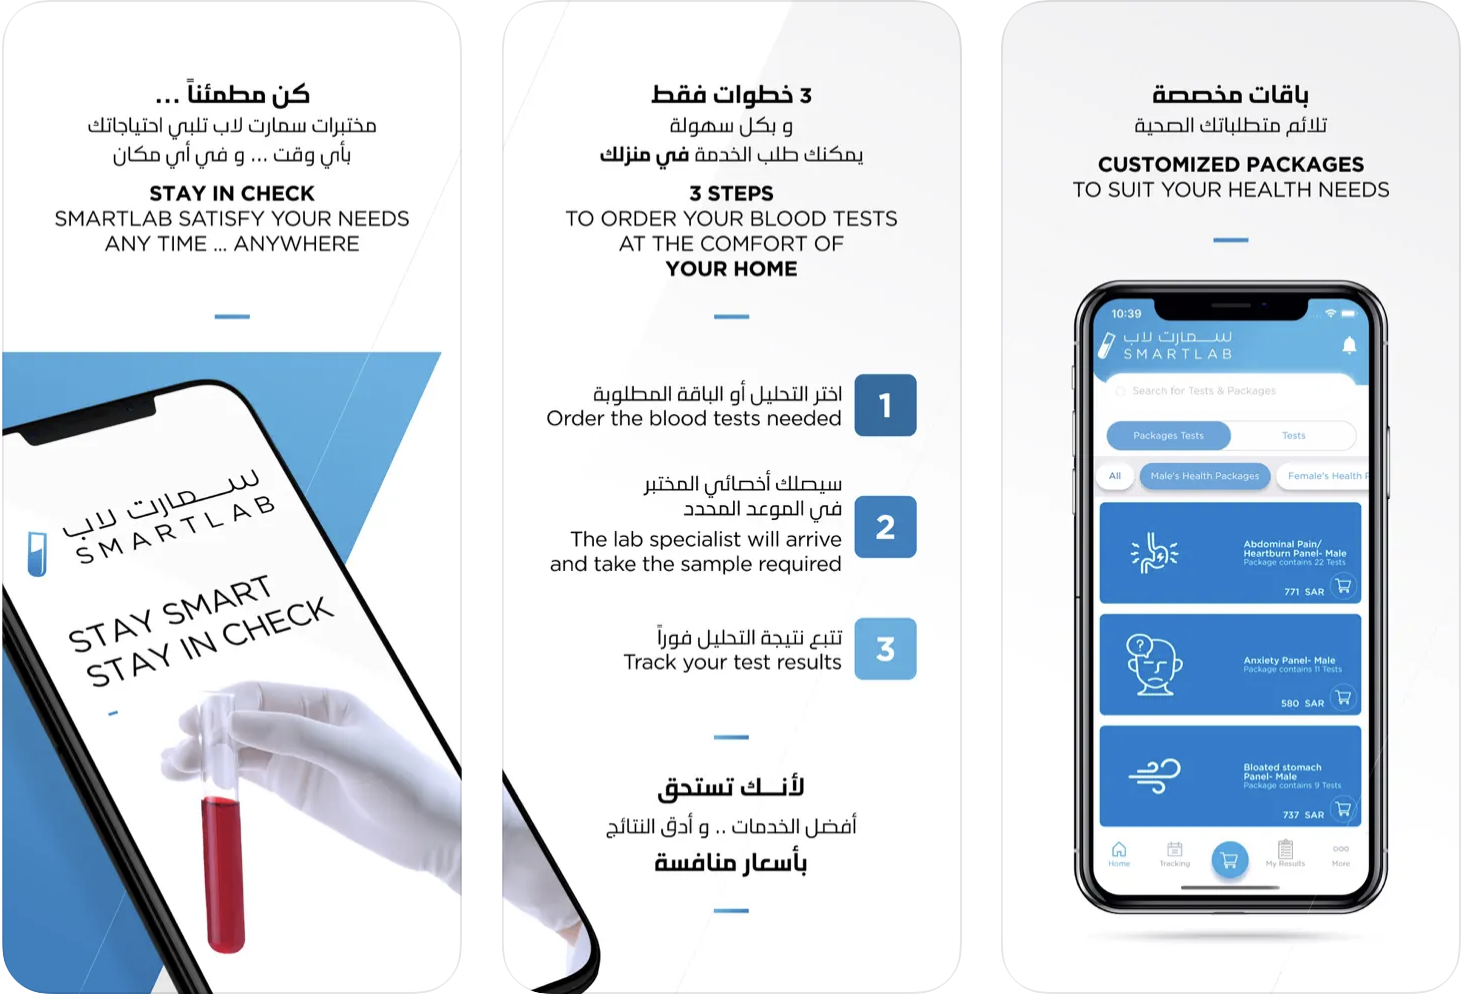 كن مطمئناً ...
مختبرات سمارت لاب تلبي احتياجاتك
بأي وقت ... و في أي مكان
STAY IN CHECK
SMARTLAB SATISFY YOUR NEEDS
ANY TIME ... ANYWHERE
سمارت لاب
SMARTLAB
STAY SMART
STAY IN CHECK
3 خطوات فقط
و بكل سهولة
يمكنك طلب الخدمة في منزلك
3 STEPS
TO ORDER YOUR BLOOD TESTS
AT THE COMFORT OF
YOUR HOME
اختر التحليل أو الباقة المطلوبة
Order the blood tests needed
1
سيصلك أخصائي المختبر
في الموعد المحدد
The lab specialist will arrive
and take the sample required
2
تتبع نتيجة التحليل فوراً
Track your test results
3
لأنك تستحق
أفضل الخدمات .. و أدق النتائج
بأسعار منافسة
باقات مخصصة
تلائم متطلباتك الصحية
CUSTOMIZED PACKAGES
TO SUIT YOUR HEALTH NEEDS
10:39
سمارت لاب
SMARTLAB
Search for Tests & Packages
Packages Tests
Tests
All
Male's Health Packages
Female's Health P
Abdominal Pain/
Heartburn Panel- Male
Package contains 22 Tests
771 SAR
Anxiety Panel- Male
Package contains 11 Tests
580 SAR
Bloated stomach
Panel- Male
Package contains 9 Tests
737 SAR
Home
Tracking
My Results
More